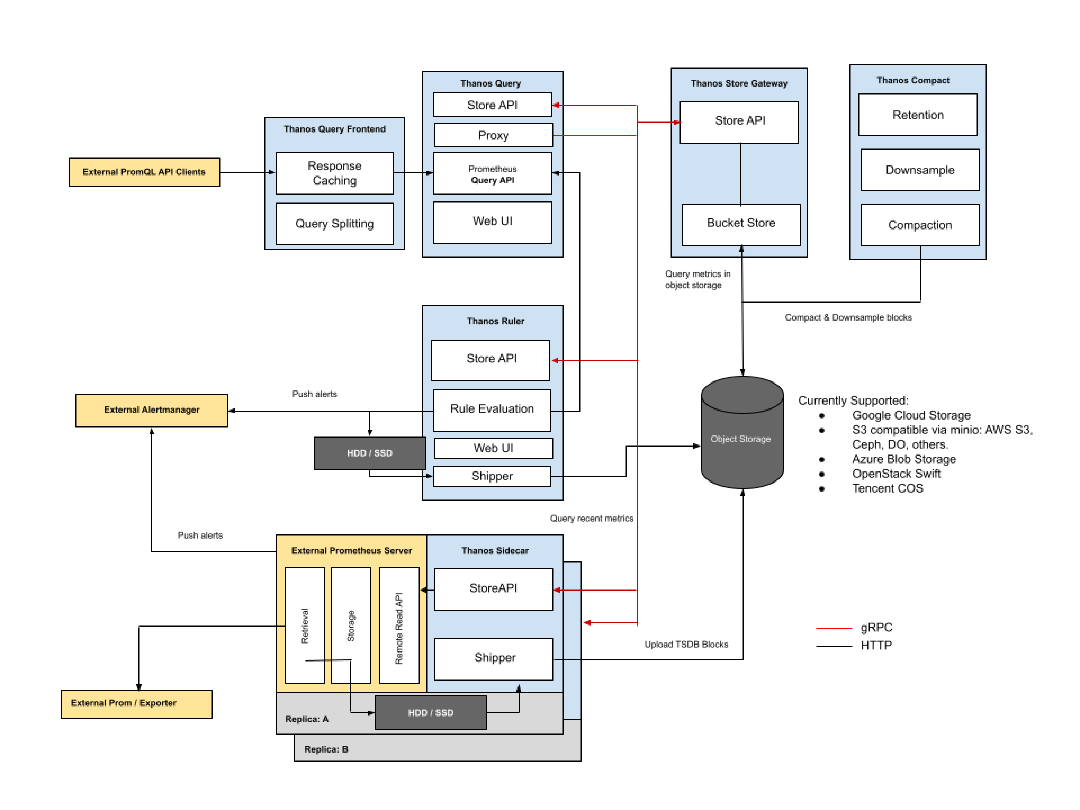 Thanos Query
Store API
Proxy
Prometheus
Query API
Web UI
Thanos Query Frontend
Response
Caching
Query Splitting
External PromQL API Clients
Thanos Store Gateway
Store API
Bucket Store
Thanos Compact
Retention
Downsample
Compaction
Query metrics in
object storage
Compact & Downsample blocks
Thanos Ruler
Store API
Rule Evaluation
Web UI
Shipper
Push alerts
External Alertmanager
HDD / SSD
Object Storage
Currently Supported:
● Google Cloud Storage
● S3 compatible via minio: AWS S3,
Ceph, DO, others.
● Azure Blob Storage
● OpenStack Swift
● Tencent COS
Query recent metrics
Push alerts
External Prometheus Server
Retrieval
Storage
Remote Read API
Thanos Sidecar
StoreAPI
Shipper
Upload TSDB Blocks
gRPC
HTTP
External Prom / Exporter
HDD / SSD
Replica: A
Replica: B